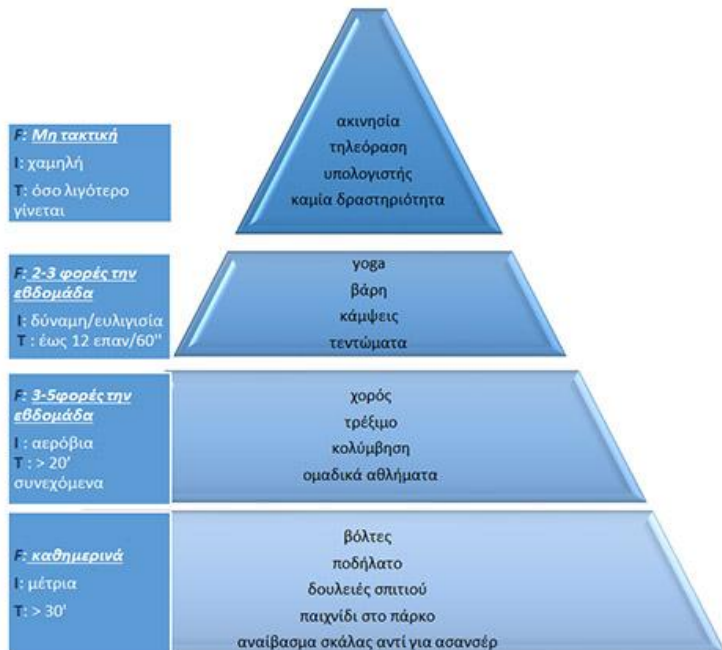 F: Μη τακτική
I: χαμηλή
T: όσο λιγότερο
γίνεται
ακινησία
τηλεόραση
υπολογιστής
καμία δραστηριότητα
F: 2-3 φορές την
εβδομάδα
I: δύναμη/ευλιγισία
T : έως 12 επαν/60"
yoga
βάρη
κάμψεις
τεντώματα
F: 3-5φορές την
εβδομάδα
I : αερόβια
T : > 20'
συνεχόμενα
χορός
τρέξιμο
κολύμβηση
ομαδικά αθλήματα
F: καθημερινά
I: μέτρια
T: > 30'
βόλτες
ποδήλατο
δουλειές σπιτιού
παιχνίδι στο πάρκο
αναίβασμα σκάλας αντί για ασανσέρ